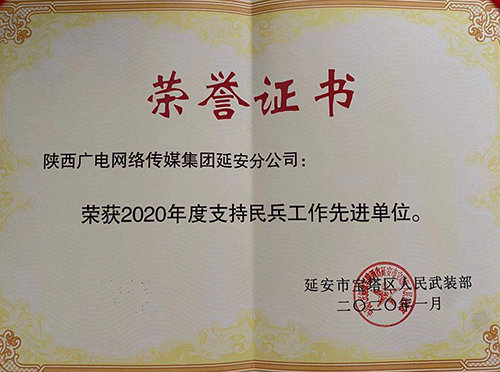 荣誉证书
陕西广电网络传媒集团延安分公司：
荣获2020年度支持民兵工作先进单位。
延安市宝塔区人民武装部
二〇二〇年一月